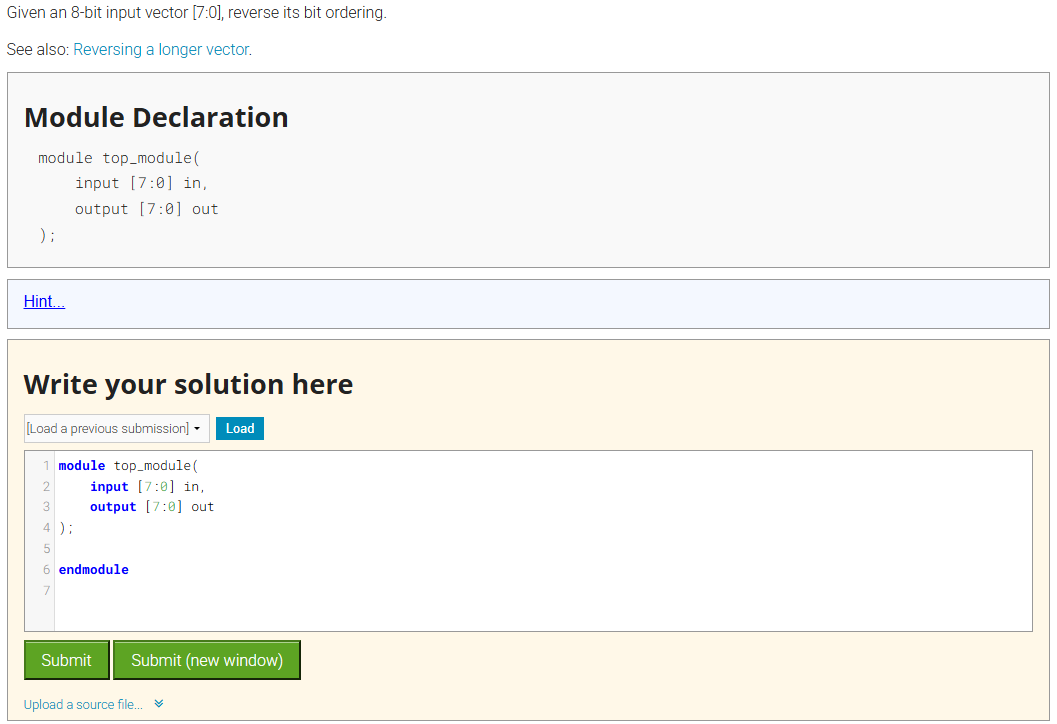 Given an 8-bit input vector [7:0], reverse its bit ordering.
See also: Reversing a longer vector.
Module Declaration
module top_module(
    input [7:0] in,
    output [7:0] out
);
Hint...
Write your solution here
[Load a previous submission] Load
1 module top_module(
2     input [7:0] in,
3     output [7:0] out
4 );
5
6 endmodule
7
Submit Submit (new window)
Upload a source file...